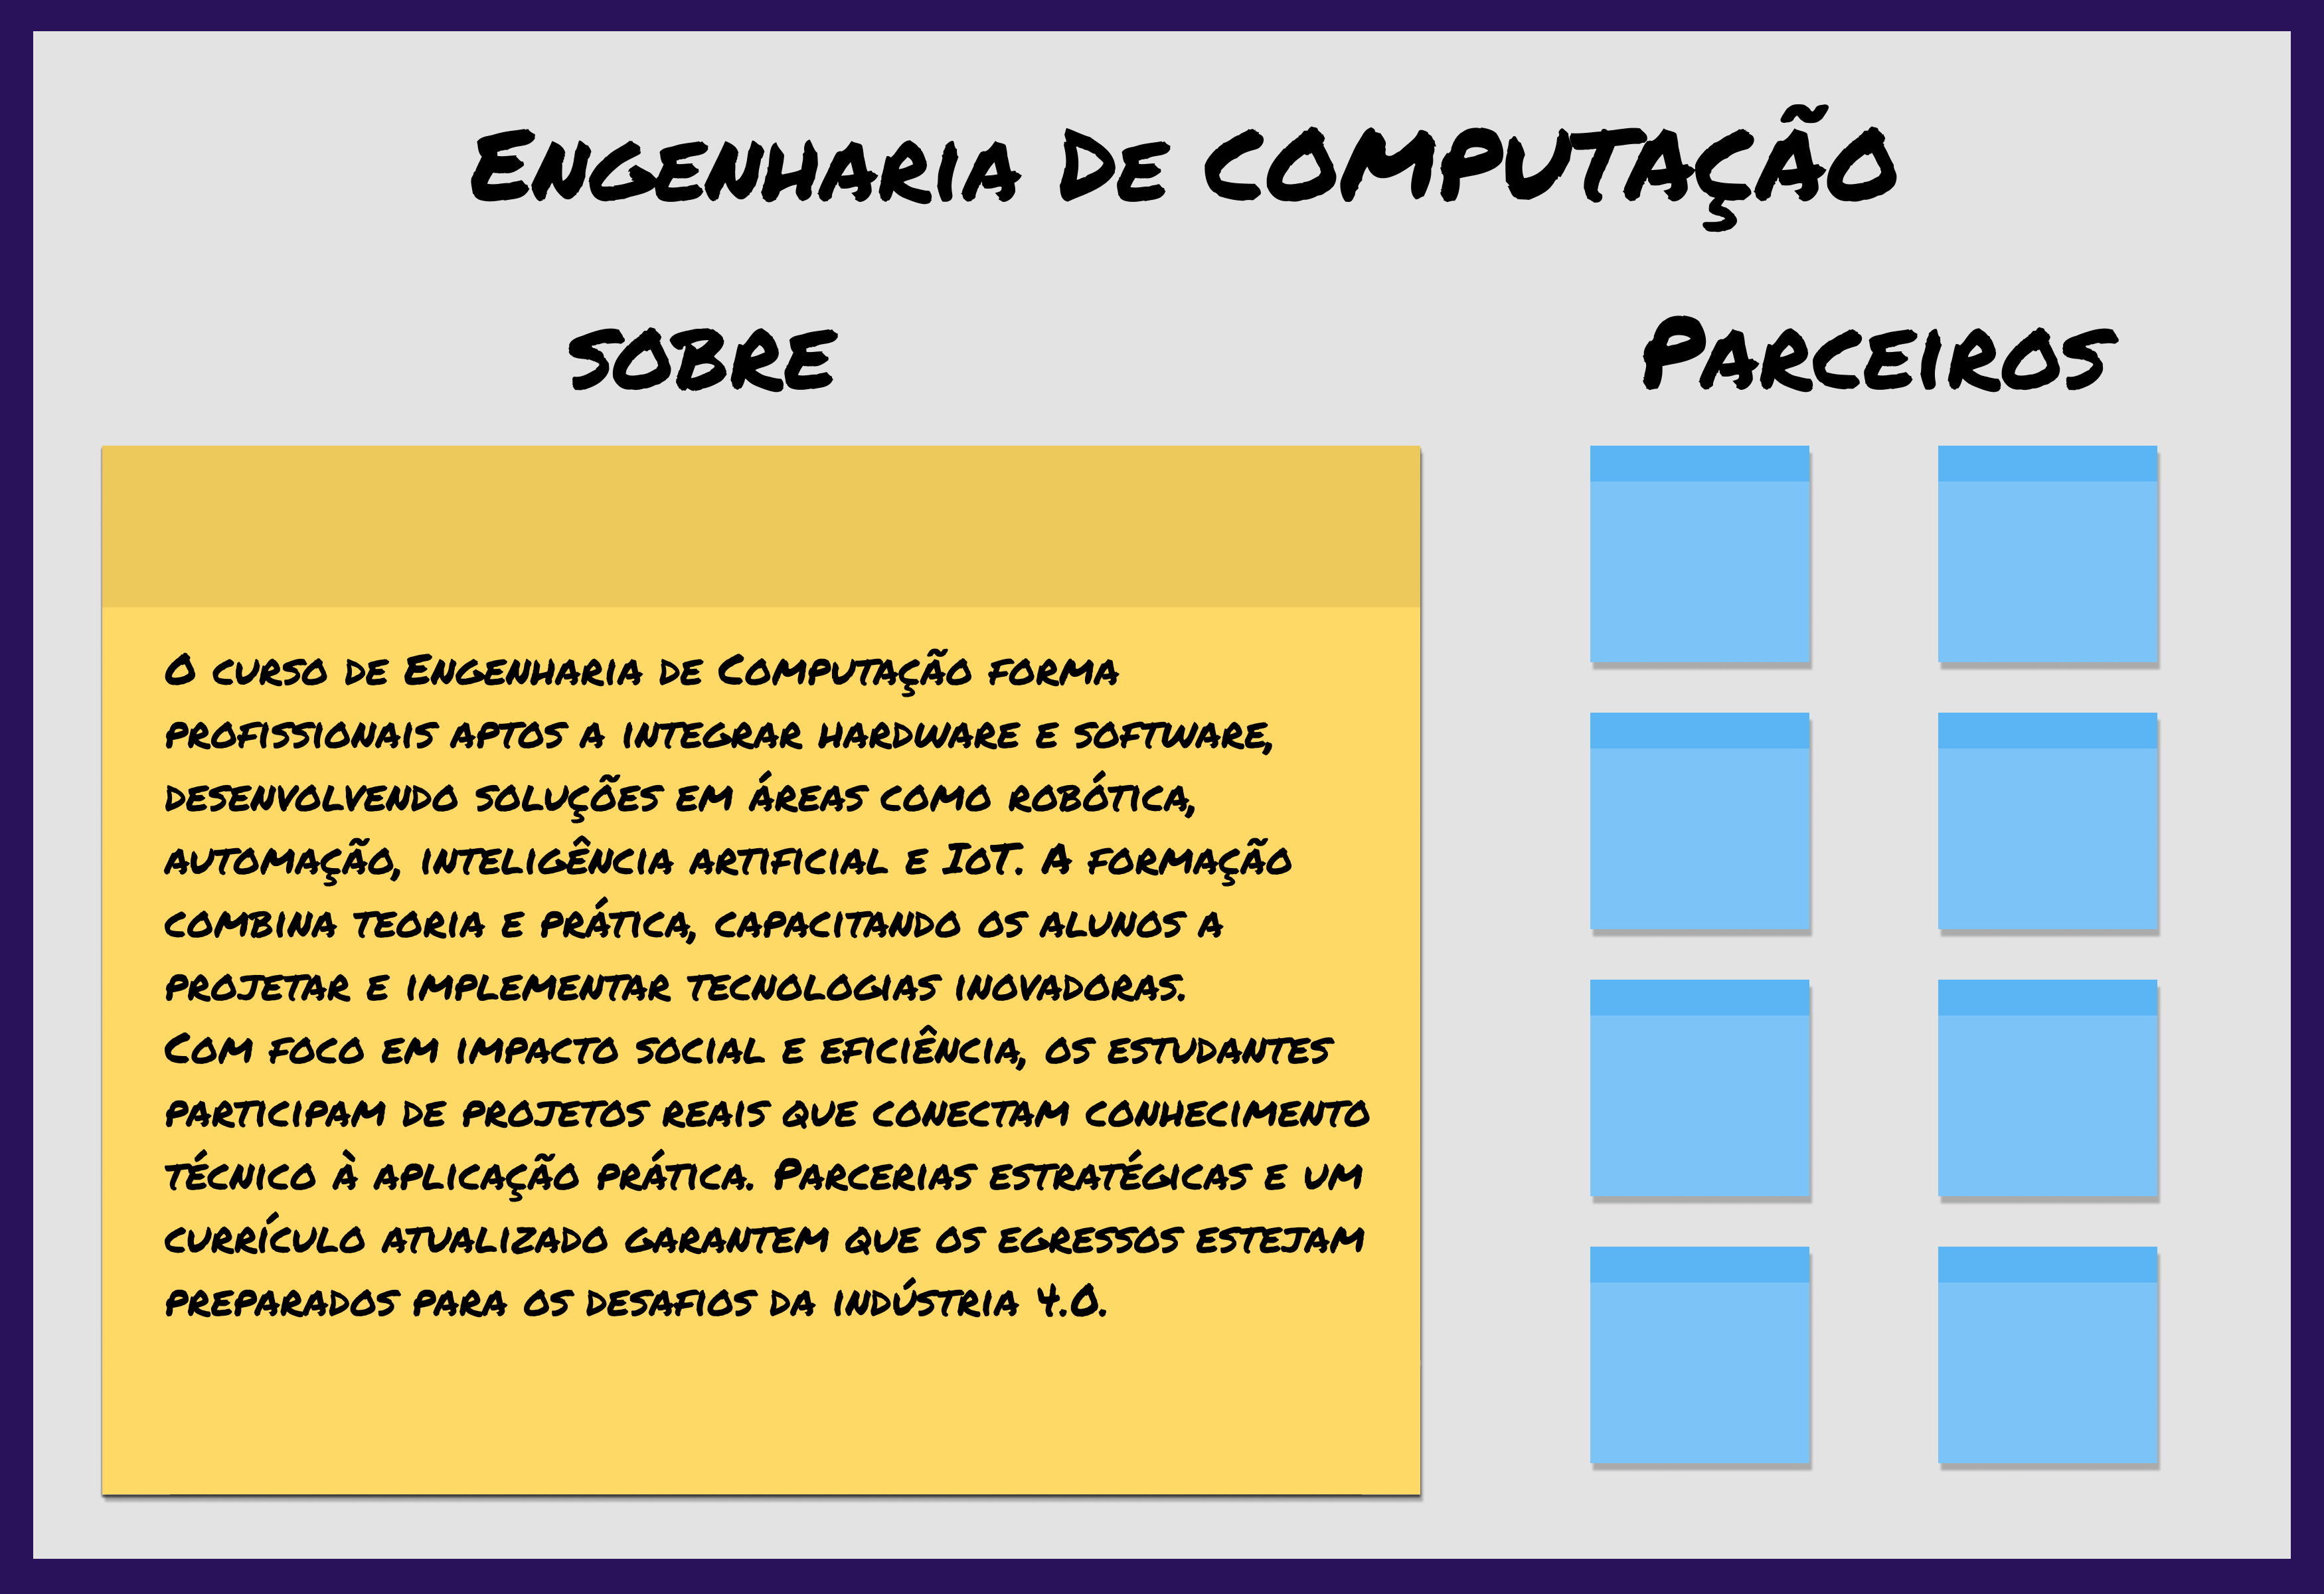 Engenharia de COMPUTAÇÃO
sobre
Parceiros
O curso de Engenharia de Computação forma
profissionais aptos a integrar hardware e software,
desenvolvendo soluções em áreas como robótica,
automação, inteligência artificial e IoT. A formação
combina teoria e prática, capacitando os alunos a
projetar e implementar tecnologias inovadoras.
Com foco em impacto social e eficiência, os estudantes
participam de projetos reais que conectam conhecimento
técnico à aplicação prática. Parcerias estratégicas e um
currículo atualizado garantem que os egressos estejam
preparados para os desafios da indústria 4.0.